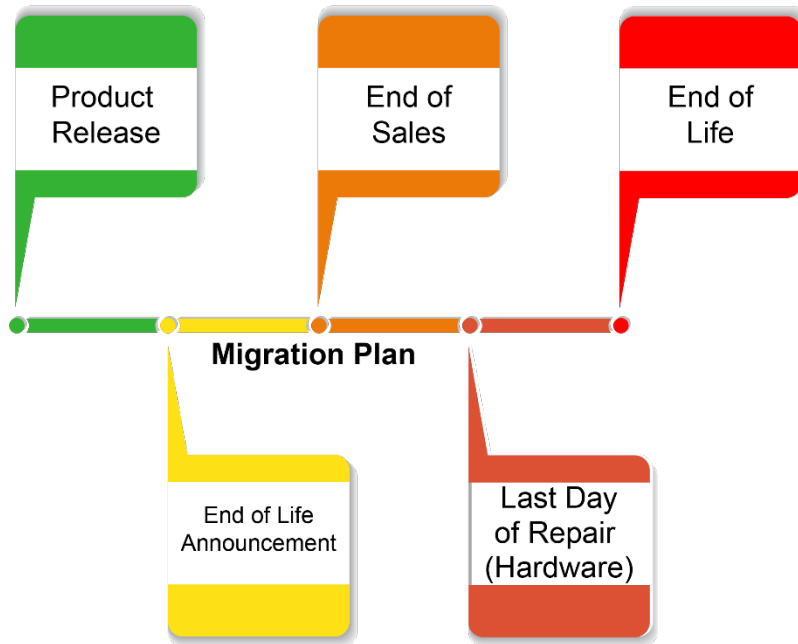 Product
Release
End of
Sales
End of
Life
Migration Plan
End of Life
Announcement
Last Day
of Repair
(Hardware)